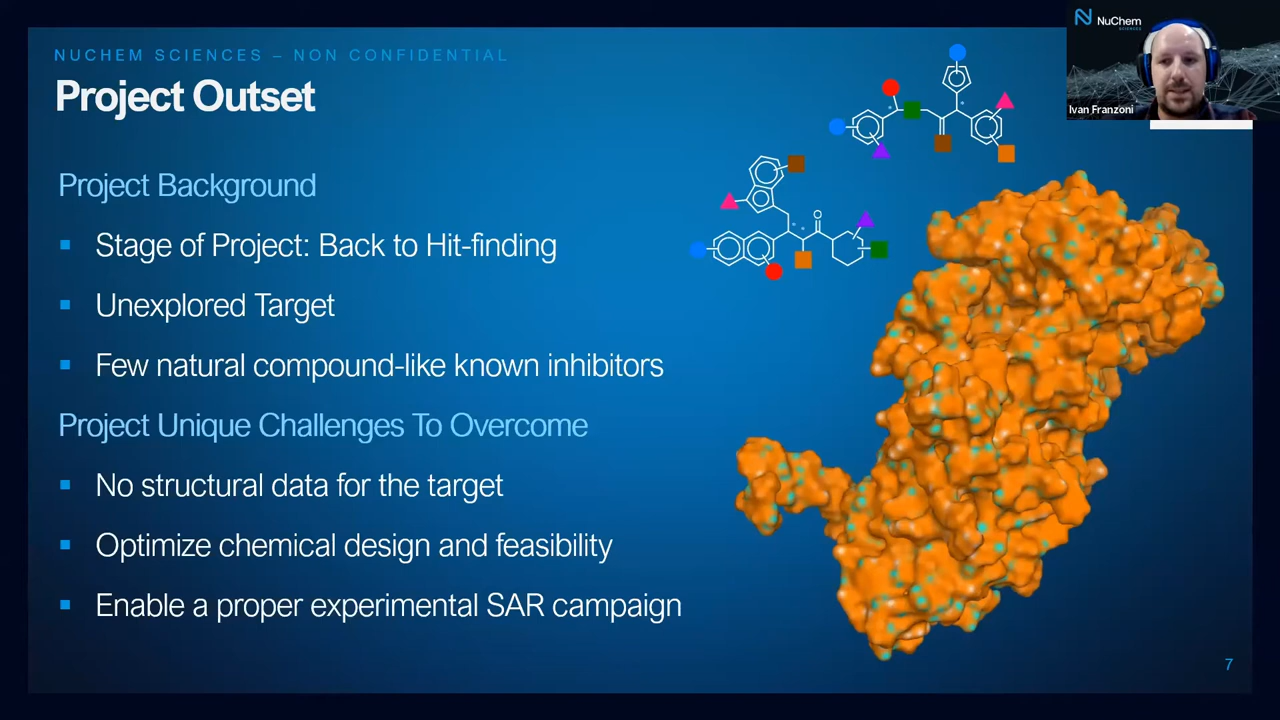 NUCHEM SCIENCES – NON CONFIDENTIAL
Project Outset
Project Background
Stage of Project: Back to Hit-finding
Unexplored Target
Few natural compound-like known inhibitors
Project Unique Challenges To Overcome
No structural data for the target
Optimize chemical design and feasibility
Enable a proper experimental SAR campaign
O
NuChem
SCIENCES
Ivan Franzoni
7